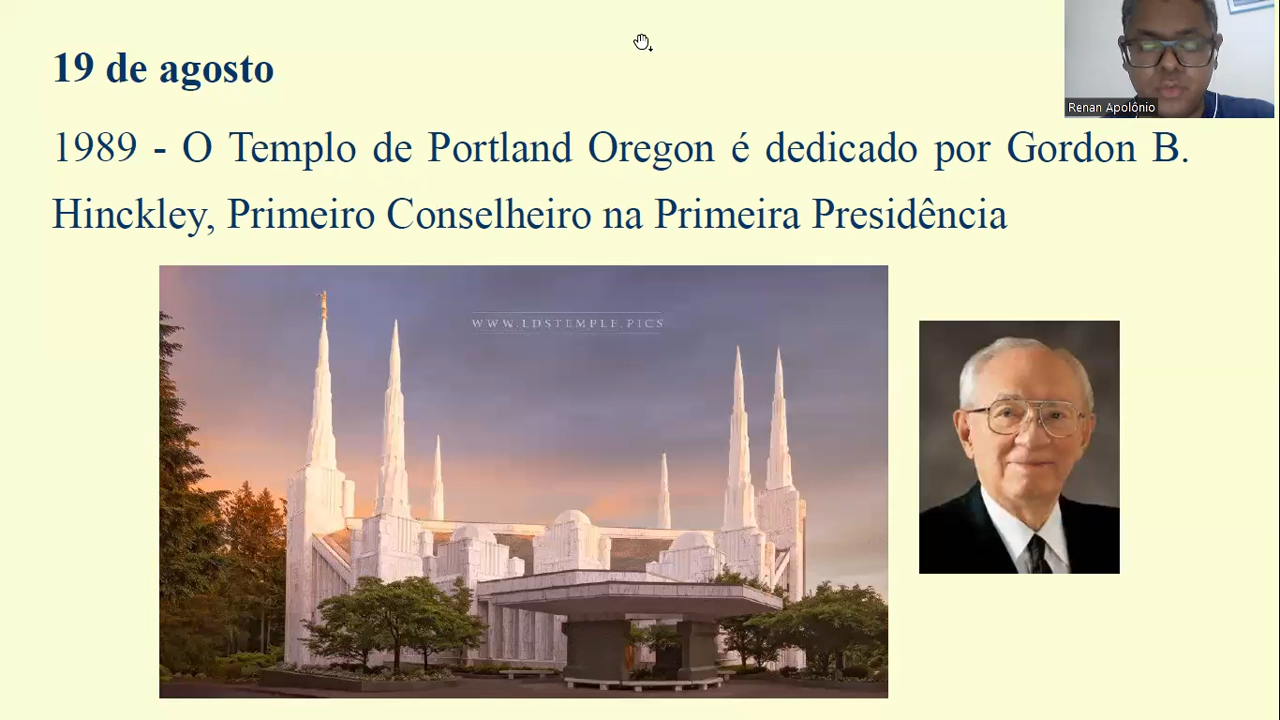 19 de agosto
Renan Apolônio
1989 - O Templo de Portland Oregon é dedicado por Gordon B.
Hinckley, Primeiro Conselheiro na Primeira Presidência
WWW.LDSTEMPLE.PICS